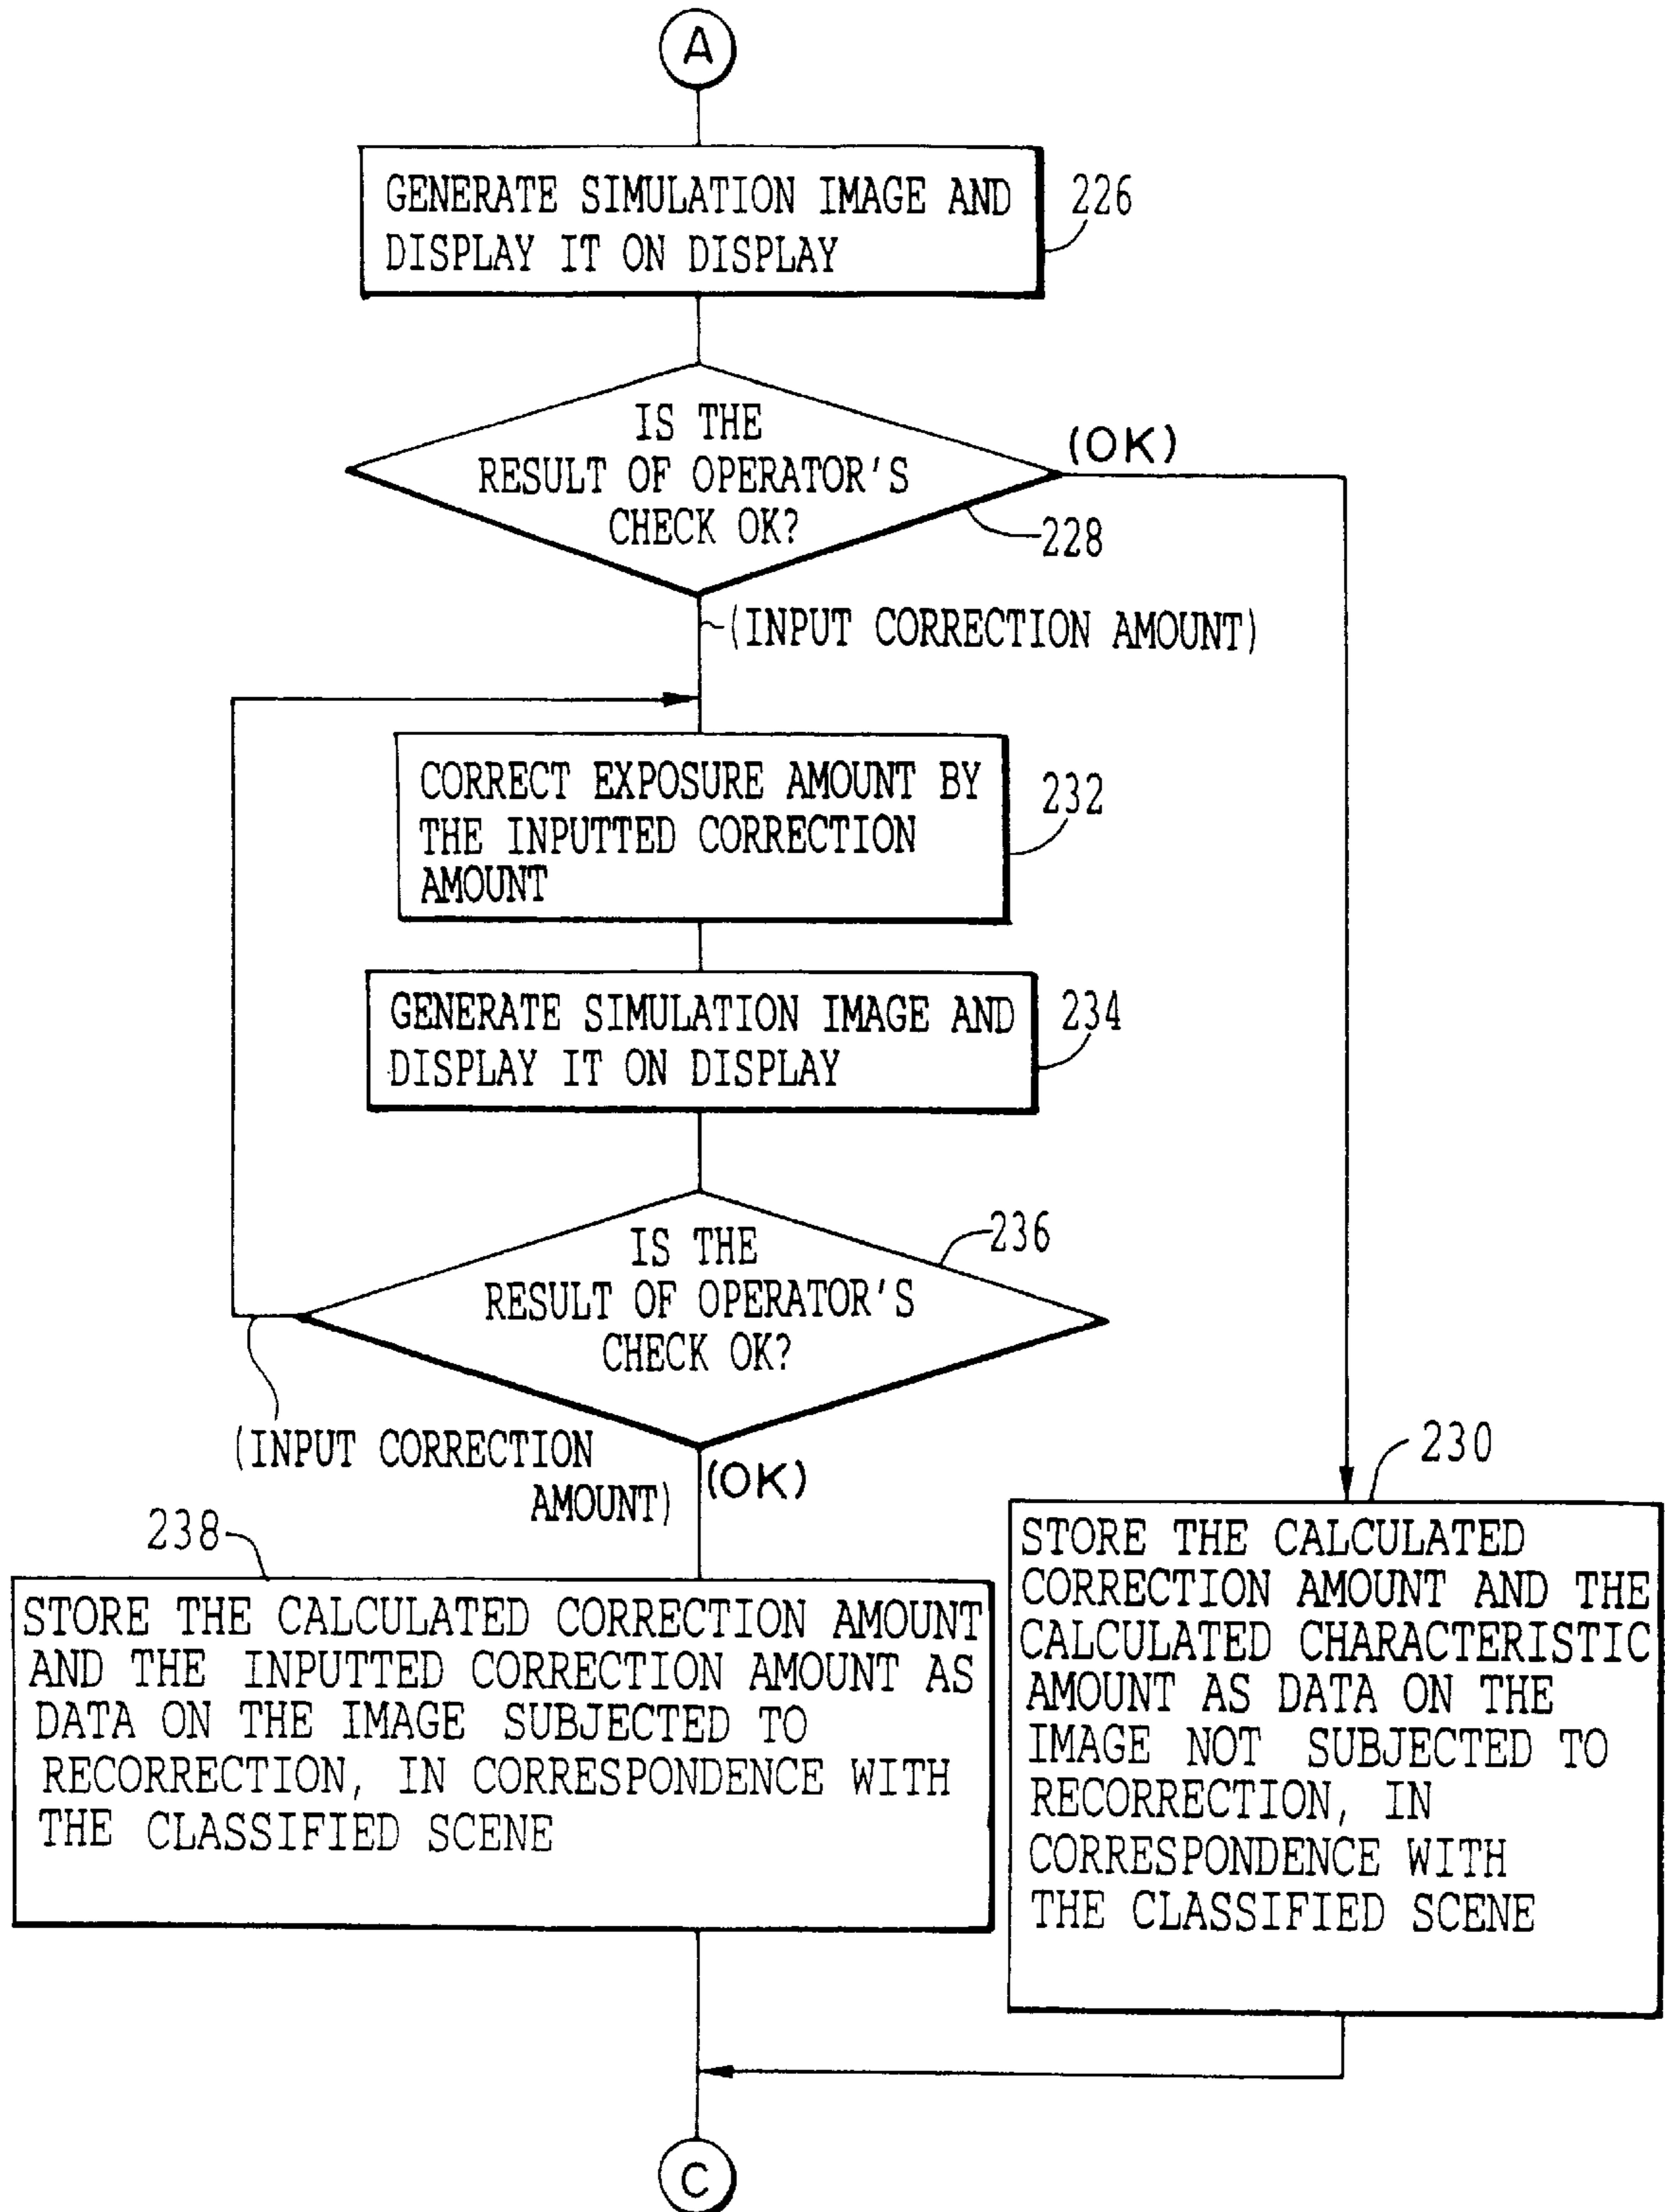 A
GENERATE SIMULATION IMAGE AND
DISPLAY IT ON DISPLAY
226
IS THE
RESULT OF OPERATOR'S
CHECK OK?
(OK)
228
(INPUT CORRECTION AMOUNT)
CORRECT EXPOSURE AMOUNT BY
THE INPUTTED CORRECTION
AMOUNT
232
GENERATE SIMULATION IMAGE AND
DISPLAY IT ON DISPLAY
234
IS THE
RESULT OF OPERATOR'S
CHECK OK?
236
(INPUT CORRECTION
AMOUNT)
(OK)
238
STORE THE CALCULATED CORRECTION AMOUNT
AND THE INPUTTED CORRECTION AMOUNT AS
DATA ON THE IMAGE SUBJECTED TO
RECORRECTION, IN CORRESPONDENCE WITH
THE CLASSIFIED SCENE
230
STORE THE CALCULATED
CORRECTION AMOUNT AND THE
CALCULATED CHARACTERISTIC
AMOUNT AS DATA ON THE
IMAGE NOT SUBJECTED TO
RECORRECTION, IN
CORRESPONDENCE WITH
THE CLASSIFIED SCENE
C